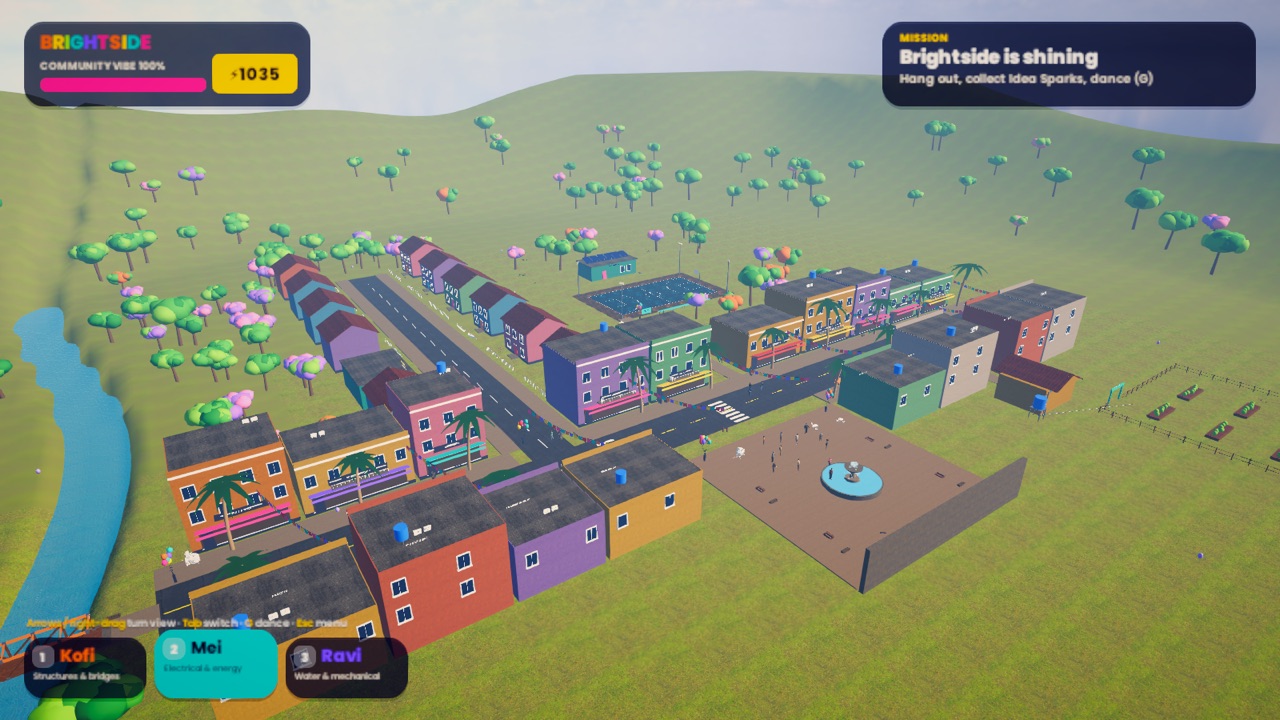 BRIGHTSIDE
COMMUNITY VIBE 100%
⚡1035
MISSION
Brightside is shining
Hang out, collect Idea Sparks, dance (G)
Arrows / right-drag turn view · Tab switch · G dance · Esc menu
1 Kofi
Structures & bridges
2 Mei
Electrical & energy
3 Ravi
Water & mechanical